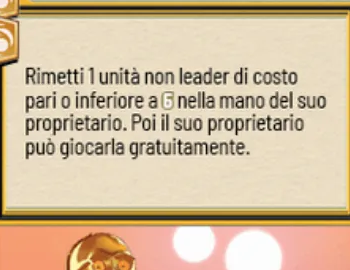 Rimetti 1 unità non leader di costo
pari o inferiore a 6 nella mano del suo
proprietario. Poi il suo proprietario
può giocarla gratuitamente.